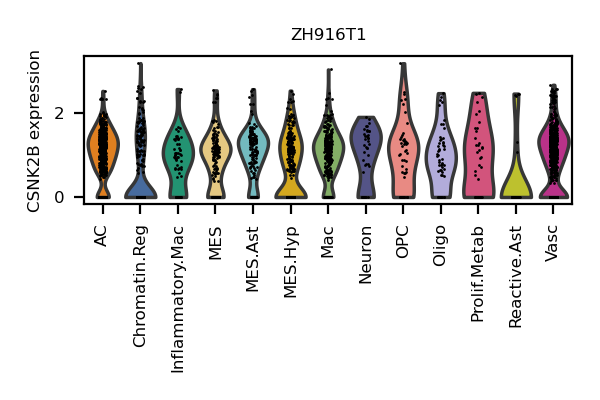 ZH916T1
CSNK2B expression
2
0
AC
Chromatin.Reg
Inflammatory.Mac
MES
MES.Ast
MES.Hyp
Mac
Neuron
OPC
Oligo
Prolif.Metab
Reactive.Ast
Vasc